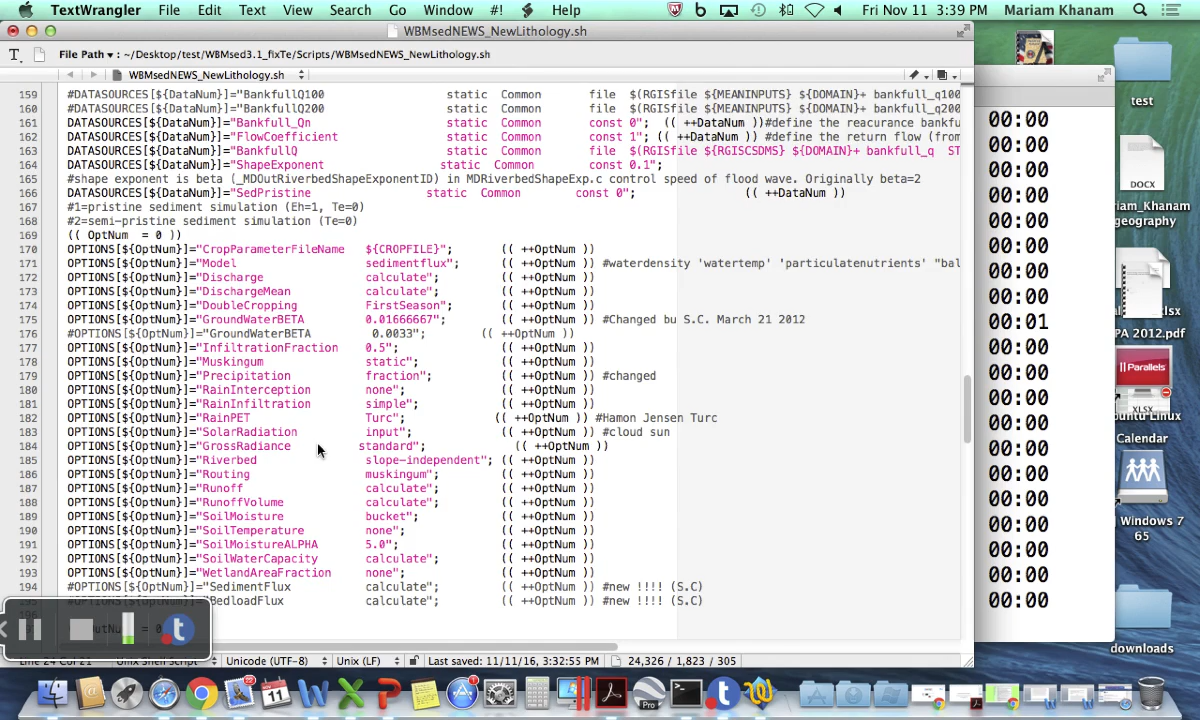 TextWrangler File Edit Text View Search Go Window #! Help Fri Nov 11 3:39 PM Mariam Khanam
WBMsedNEWS_NewLithology.sh
File Path ▾ : ~/Desktop/test/WBMsed3.1_fixTe/Scripts/WBMsedNEWS_NewLithology.sh
WBMsedNEWS_NewLithology.sh
159 #DATASOURCES[${DataNum}]="BankfullQ100 static Common file $(RGISfile ${MEANINPUTS} ${DOMAIN}+ bankfull_q100
160 #DATASOURCES[${DataNum}]="BankfullQ200 static Common file $(RGISfile ${MEANINPUTS} ${DOMAIN}+ bankfull_q200
161 DATASOURCES[${DataNum}]="Bankfull_Qn static Common const 0"; (( ++DataNum ))#define the reacurance bankfu
162 DATASOURCES[${DataNum}]="FlowCoefficient static Common const 1"; (( ++DataNum ))#define the return flow (from
163 DATASOURCES[${DataNum}]="BankfullQ static Common file $(RGISfile ${RGISCSDMS} ${DOMAIN}+ bankfull_q ST
164 DATASOURCES[${DataNum}]="ShapeExponent static Common const 0.1";
165 #shape exponent is beta (_MDOutRiverbedShapeExponentID) in MDRiverbedShapeExp.c control speed of flood wave. Originally beta=2
166 DATASOURCES[${DataNum}]="SedPristine static Common const 0"; (( ++DataNum ))
167 #1=pristine sediment simulation (Eh=1, Te=0)
168 #2=semi-pristine sediment simulation (Te=0)
169 (( OptNum = 0 ))
170 OPTIONS[${OptNum}]="CropParameterFileName ${CROPFILE}"; (( ++OptNum ))
171 OPTIONS[${OptNum}]="Model sedimentflux"; (( ++OptNum )) #waterdensity 'watertemp' 'particulatenutrients' "bal
172 OPTIONS[${OptNum}]="Discharge calculate"; (( ++OptNum ))
173 OPTIONS[${OptNum}]="DischargeMean calculate"; (( ++OptNum ))
174 OPTIONS[${OptNum}]="DoubleCropping FirstSeason"; (( ++OptNum ))
175 OPTIONS[${OptNum}]="GroundWaterBETA 0.01666667"; (( ++OptNum )) #Changed bu S.C. March 21 2012
176 #OPTIONS[${OptNum}]="GroundWaterBETA 0.0033"; (( ++OptNum ))
177 OPTIONS[${OptNum}]="InfiltrationFraction 0.5"; (( ++OptNum ))
178 OPTIONS[${OptNum}]="Muskingum static"; (( ++OptNum ))
179 OPTIONS[${OptNum}]="Precipitation fraction"; (( ++OptNum )) #changed
180 OPTIONS[${OptNum}]="RainInterception none"; (( ++OptNum ))
181 OPTIONS[${OptNum}]="RainInfiltration simple"; (( ++OptNum ))
182 OPTIONS[${OptNum}]="RainPET Turc"; (( ++OptNum )) #Hamon Jensen Turc
183 OPTIONS[${OptNum}]="SolarRadiation input"; (( ++OptNum )) #cloud sun
184 OPTIONS[${OptNum}]="GrossRadiance standard"; (( ++OptNum ))
185 OPTIONS[${OptNum}]="Riverbed slope-independent"; (( ++OptNum ))
186 OPTIONS[${OptNum}]="Routing muskingum"; (( ++OptNum ))
187 OPTIONS[${OptNum}]="Runoff calculate"; (( ++OptNum ))
188 OPTIONS[${OptNum}]="RunoffVolume calculate"; (( ++OptNum ))
189 OPTIONS[${OptNum}]="SoilMoisture bucket"; (( ++OptNum ))
190 OPTIONS[${OptNum}]="SoilTemperature none"; (( ++OptNum ))
191 OPTIONS[${OptNum}]="SoilMoistureALPHA 5.0"; (( ++OptNum ))
192 OPTIONS[${OptNum}]="SoilWaterCapacity calculate"; (( ++OptNum ))
193 OPTIONS[${OptNum}]="WetlandAreaFraction none"; (( ++OptNum ))
194 #OPTIONS[${OptNum}]="SedimentFlux calculate"; (( ++OptNum )) #new !!!! (S.C)
#OPTIONS[${OptNum}]="BedloadFlux calculate"; (( ++OptNum )) #new !!!! (S.C)
Unicode (UTF-8) Unix (LF) Last saved: 11/11/16, 3:32:55 PM 24,326 / 1,823 / 305
00:00
00:00
00:00
00:00
00:00
00:00
00:00
00:00
00:01
00:00
00:00
00:00
00:00
00:00
00:00
00:00
00:00
00:00
00:00
00:00
test
DOCX
geography
PA 2012.pdf
Parallels
XLSX
Linux
Calendar
Windows 7
65
downloads
Pro